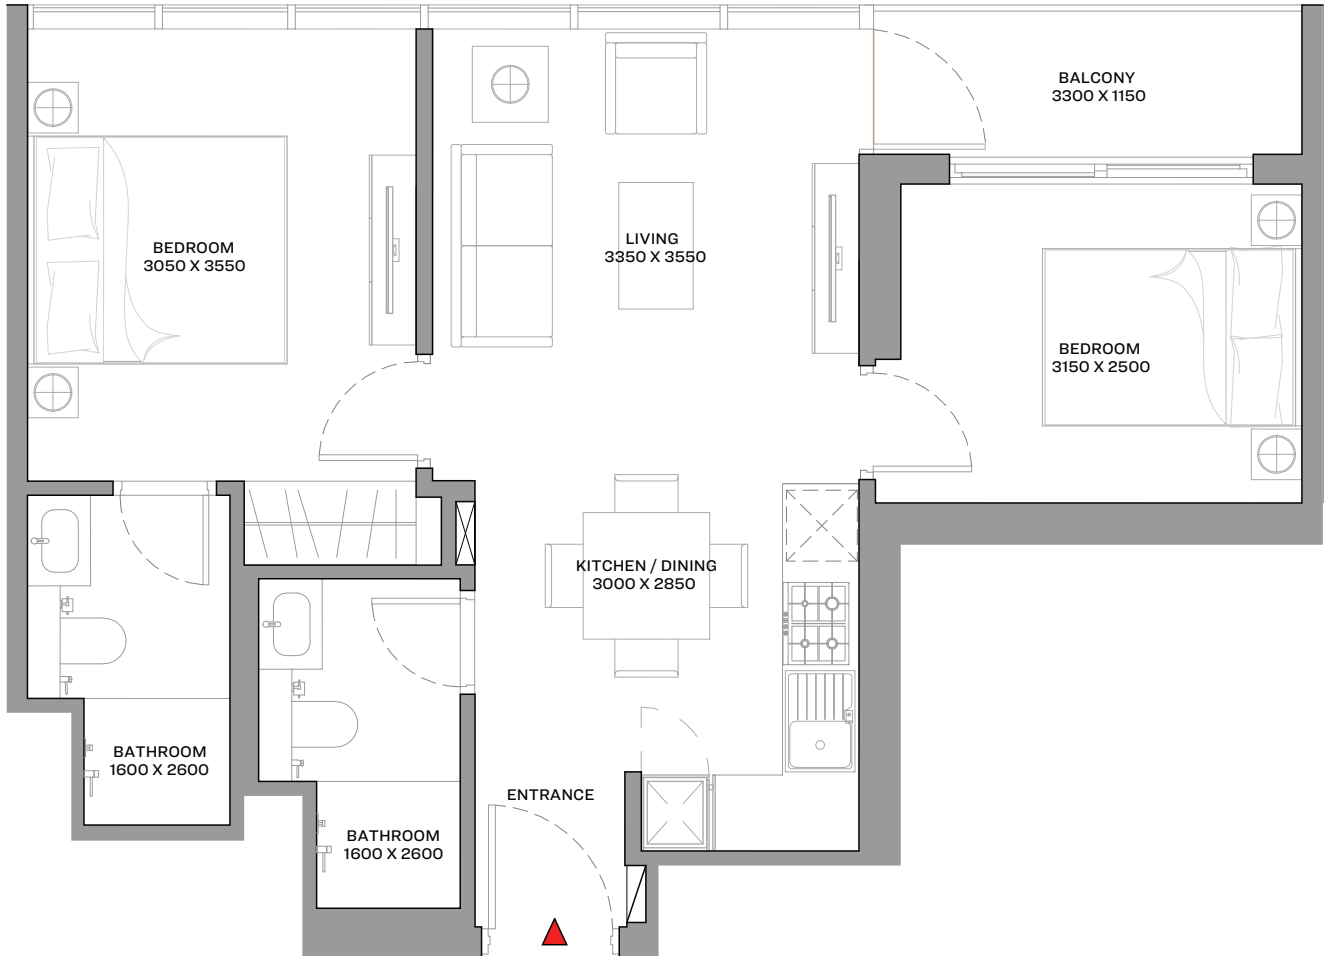 BALCONY
3300 X 1150
BEDROOM
3050 X 3550
LIVING
3350 X 3550
BEDROOM
3150 X 2500
KITCHEN / DINING
3000 X 2850
BATHROOM
1600 X 2600
ENTRANCE
BATHROOM
1600 X 2600